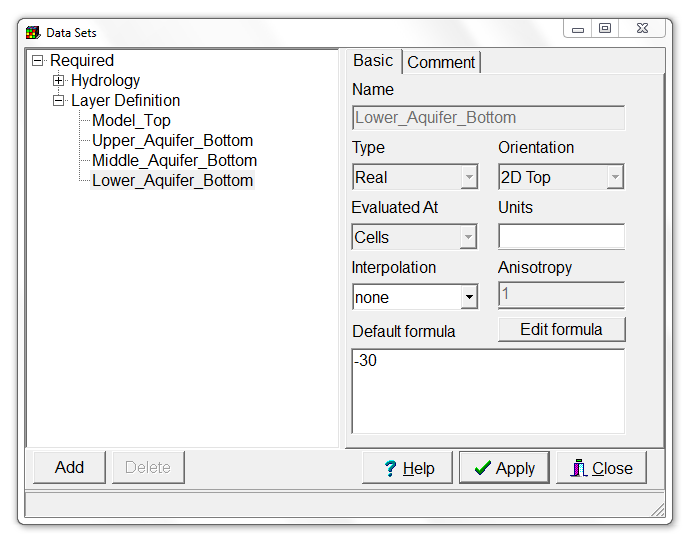 Data Sets
Required
Hydrology
Layer Definition
Model_Top
Upper_Aquifer_Bottom
Middle_Aquifer_Bottom
Lower_Aquifer_Bottom
Basic Comment
Name
Lower_Aquifer_Bottom
Type Orientation
Real 2D Top
Evaluated At Units
Cells
Interpolation Anisotropy
none 1
Default formula Edit formula
-30
Add Delete Help Apply Close